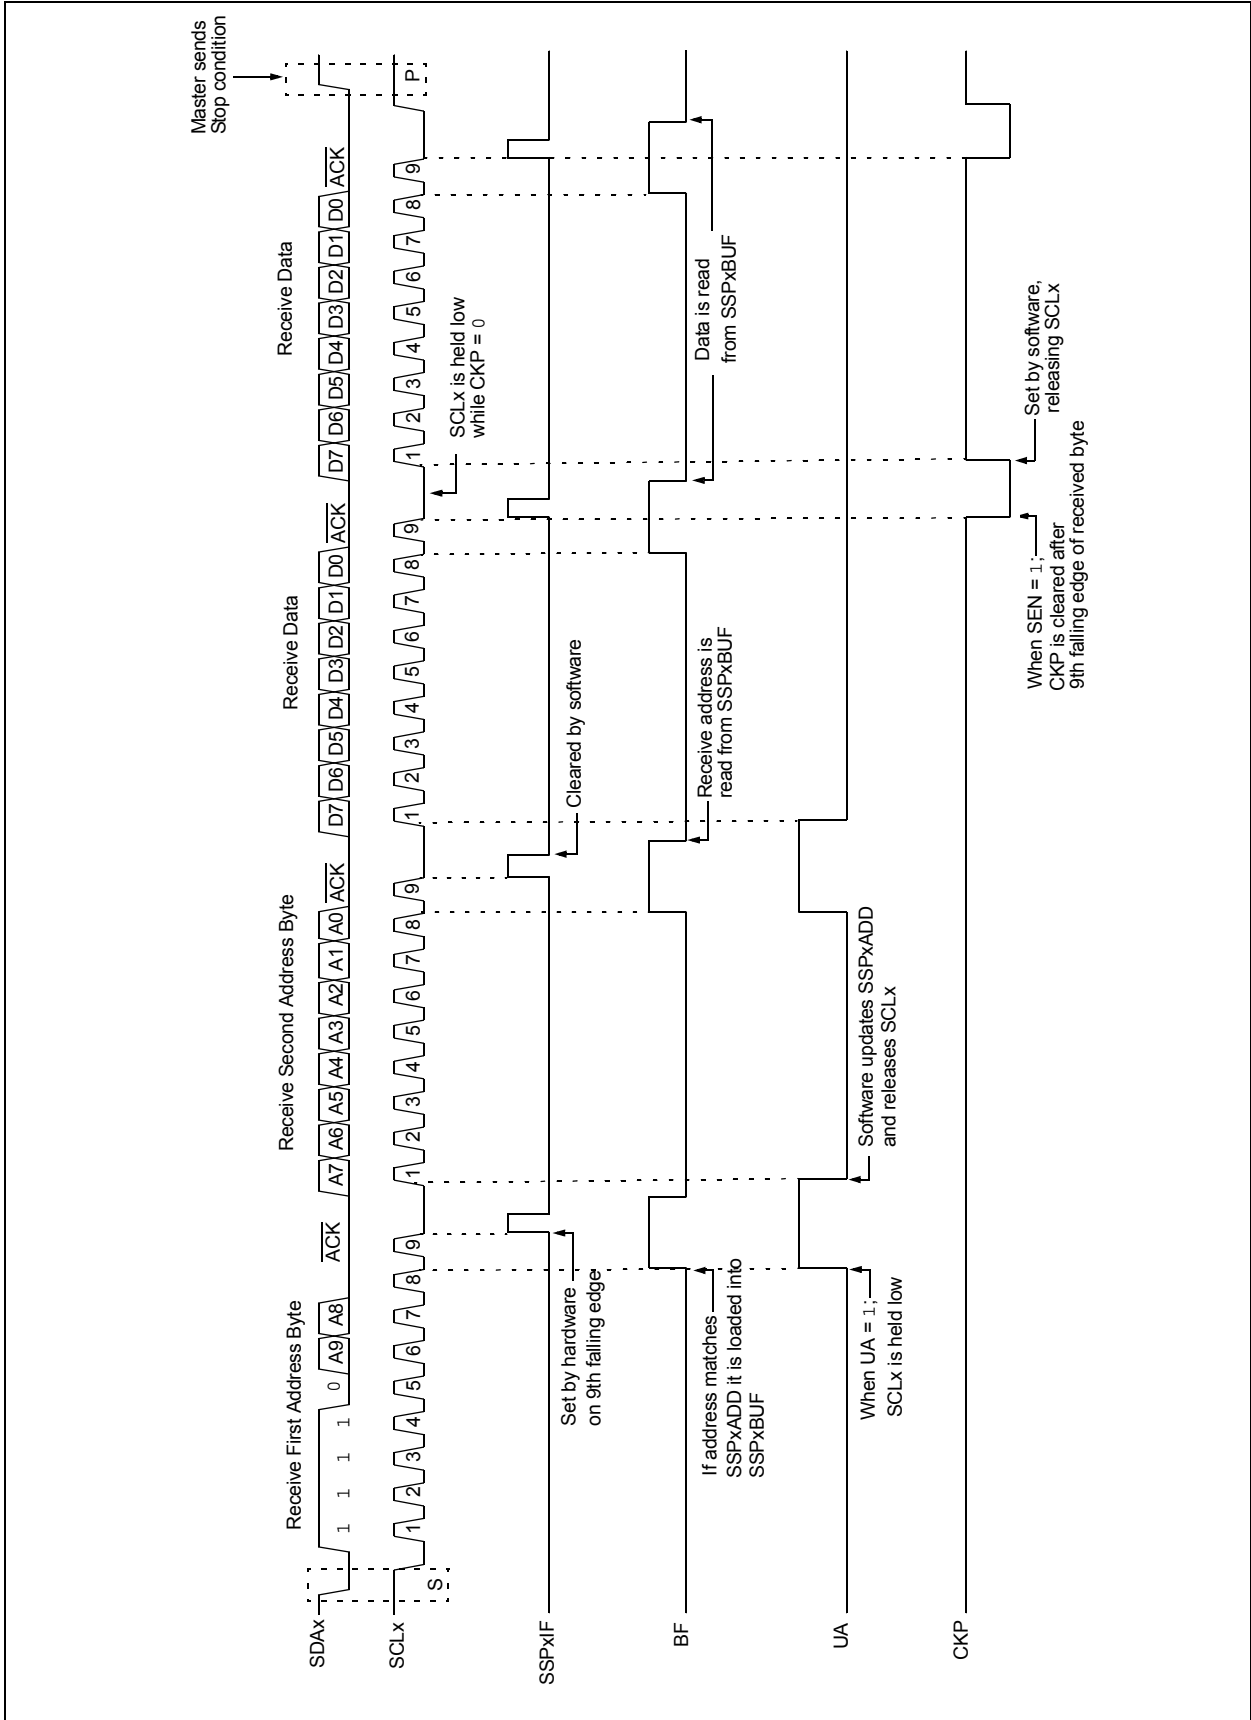 Master sends
Stop condition
Receive First Address Byte
Receive Second Address Byte
Receive Data
Receive Data
SDAx
1 1 1 1 0 A9 A8 ACK A7 A6 A5 A4 A3 A2 A1 A0 ACK D7 D6 D5 D4 D3 D2 D1 D0 ACK D7 D6 D5 D4 D3 D2 D1 D0 ACK
SCLx
S 1 2 3 4 5 6 7 8 9 1 2 3 4 5 6 7 8 9 1 2 3 4 5 6 7 8 9 1 2 3 4 5 6 7 8 9 P
SCLx is held low
while CKP = 0
SSPxIF
Set by hardware
on 9th falling edge
Cleared by software
BF
If address matches
SSPxADD it is loaded into
SSPxBUF
Receive address is
read from SSPxBUF
Data is read
from SSPxBUF
UA
When UA = 1;
SCLx is held low
Software updates SSPxADD
and releases SCLx
CKP
When SEN = 1;
CKP is cleared after
9th falling edge of received byte
Set by software,
releasing SCLx